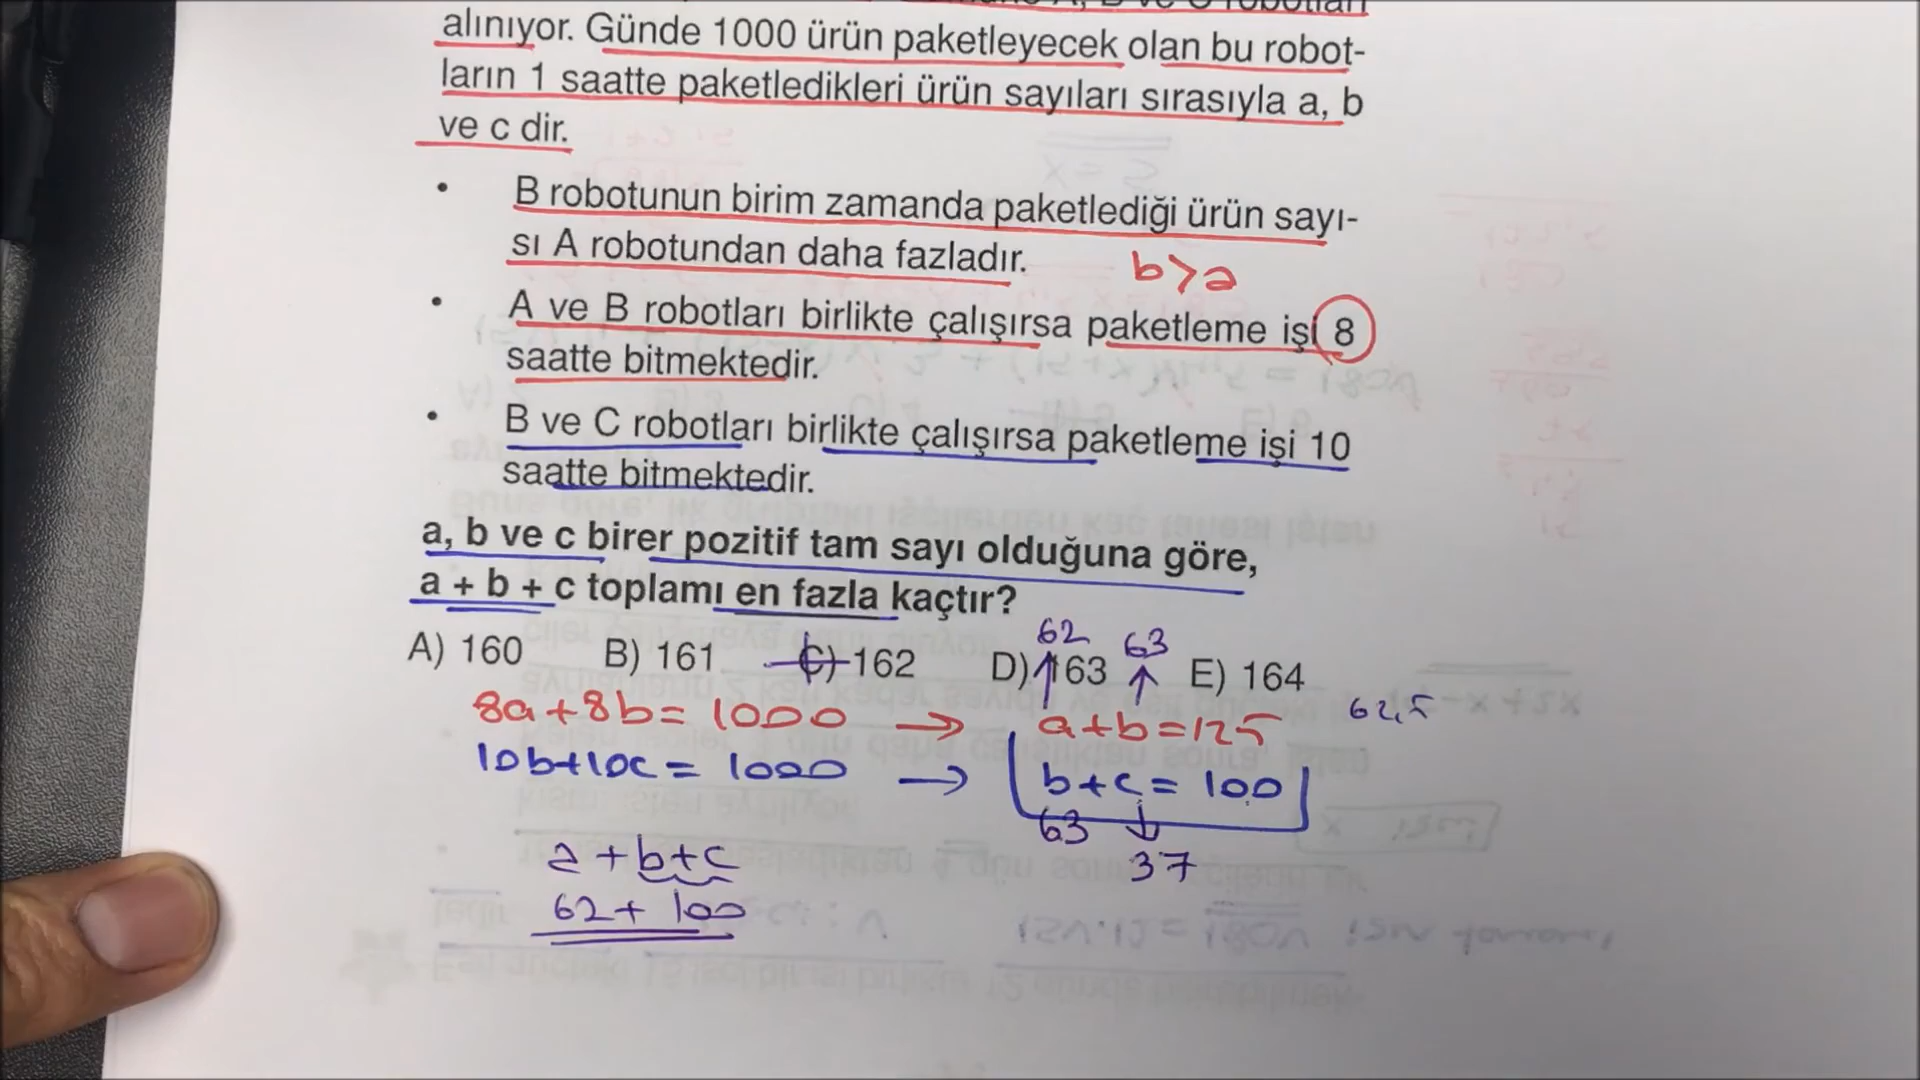 A, B ve C robotları
alınıyor. Günde 1000 ürün paketleyecek olan bu robot-
ların 1 saatte paketledikleri ürün sayıları sırasıyla a, b
ve c dir.
• B robotunun birim zamanda paketlediği ürün sayı-
sı A robotundan daha fazladır. b>a
• A ve B robotları birlikte çalışırsa paketleme işi 8
saatte bitmektedir.
• B ve C robotları birlikte çalışırsa paketleme işi 10
saatte bitmektedir.
a, b ve c birer pozitif tam sayı olduğuna göre,
a + b + c toplamı en fazla kaçtır?
62 63
A) 160 B) 161 C) 162 D) 163 E) 164
8a+8b= 1000 → a+b=125 62,5
10b+10c= 1000 → b+c= 100
63 37
a+b+c
62+ 100